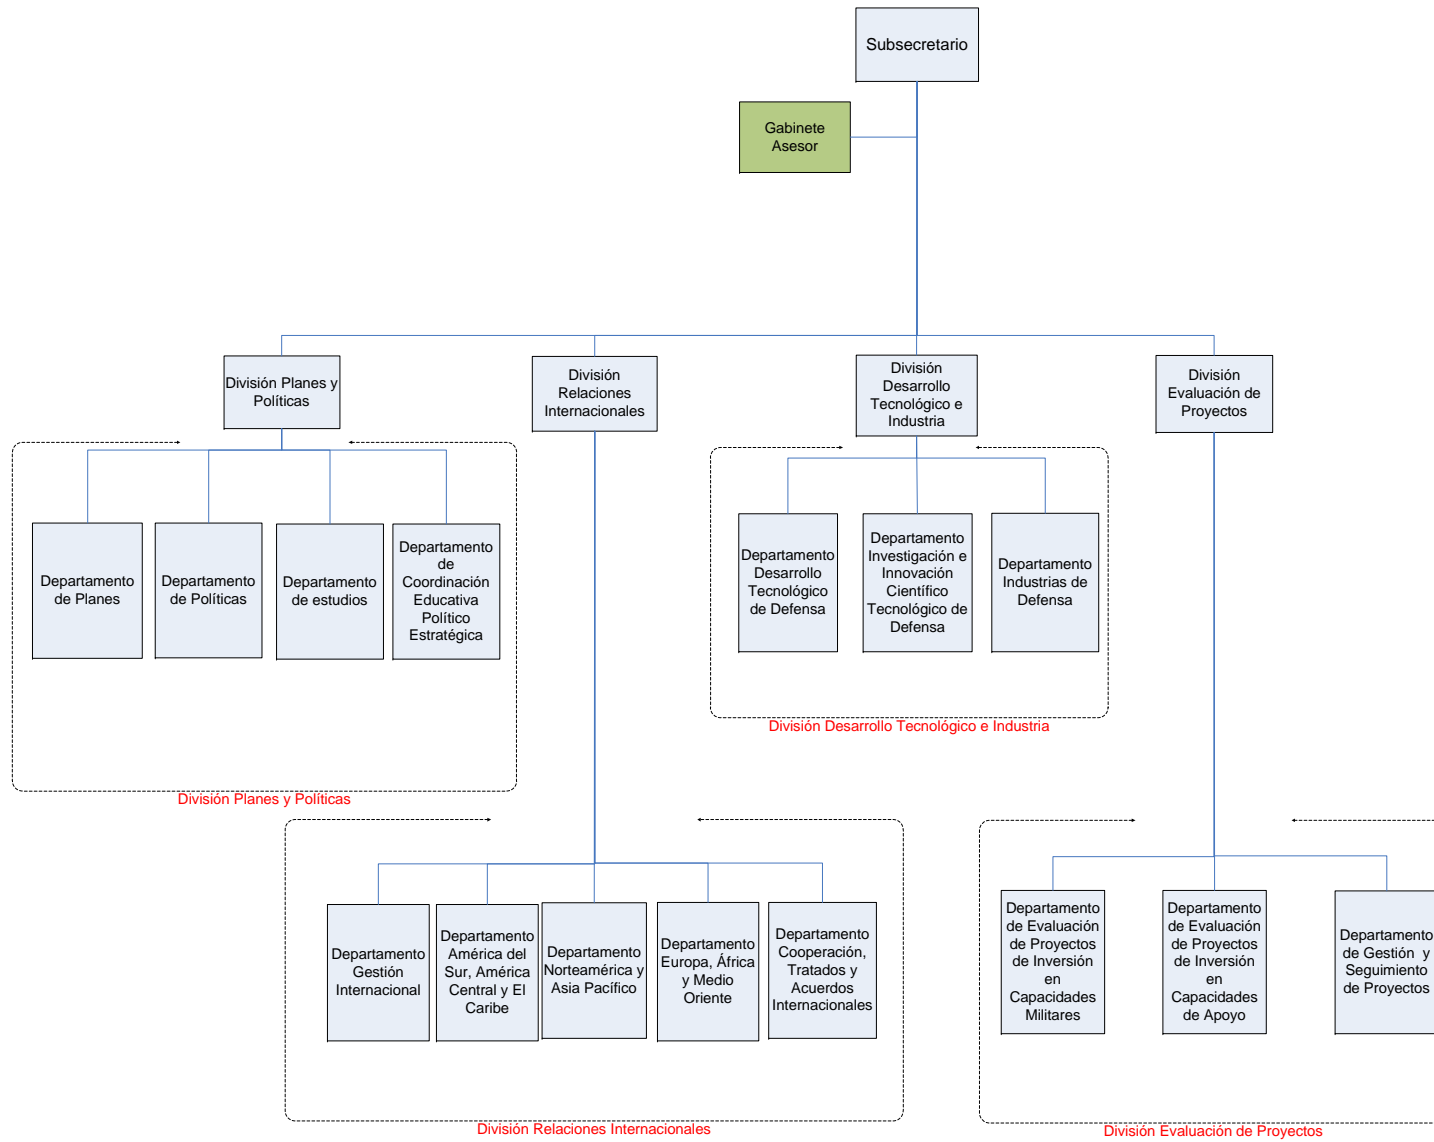 Subsecretario
Gabinete
Asesor
División Planes y
Políticas
División
Relaciones
Internacionales
División
Desarrollo
Tecnológico e
Industria
División
Evaluación de
Proyectos
Departamento
de Planes
Departamento
de Políticas
Departamento
de estudios
Departamento
de
Coordinación
Educativa
Político
Estratégica
Departamento
Desarrollo
Tecnológico
de Defensa
Departamento
Investigación e
Innovación
Científico
Tecnológico de
Defensa
Departamento
Industrias de
Defensa
División Desarrollo Tecnológico e Industria
División Planes y Políticas
Departamento
Gestión
Internacional
Departamento
América del
Sur, América
Central y El
Caribe
Departamento
Norteamérica y
Asia Pacífico
Departamento
Europa, África
y Medio
Oriente
Departamento
Cooperación,
Tratados y
Acuerdos
Internacionales
Departamento
de Evaluación
de Proyectos
de Inversión
en
Capacidades
Militares
Departamento
de Evaluación
de Proyectos
de Inversión
en
Capacidades
de Apoyo
Departamento
de Gestión y
Seguimiento
de Proyectos
División Relaciones Internacionales
División Evaluación de Proyectos